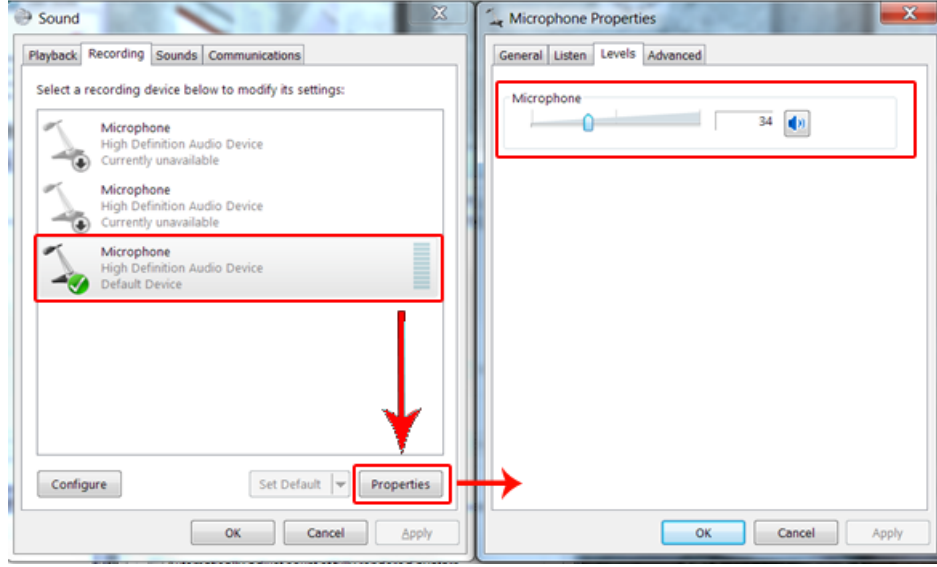 Sound
Playback Recording Sounds Communications
Select a recording device below to modify its settings:
Microphone
High Definition Audio Device
Currently unavailable
Microphone
High Definition Audio Device
Currently unavailable
Microphone
High Definition Audio Device
Default Device
Configure Set Default Properties
OK Cancel Apply
Microphone Properties
General Listen Levels Advanced
Microphone
34
OK Cancel Apply